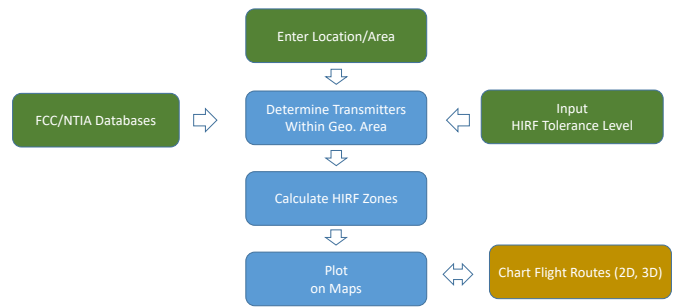 Enter Location/Area
FCC/NTIA Databases
Determine Transmitters
Within Geo. Area
Input
HIRF Tolerance Level
Calculate HIRF Zones
Plot
on Maps
Chart Flight Routes (2D, 3D)